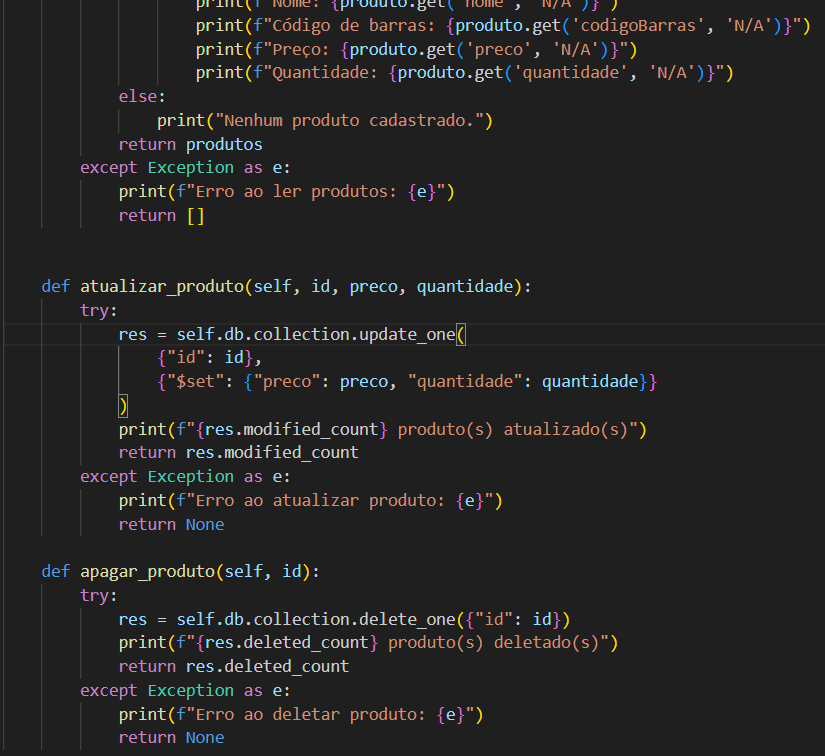 print(f"Nome: {produto.get('nome', 'N/A')}")
print(f"Código de barras: {produto.get('codigoBarras', 'N/A')}")
print(f"Preço: {produto.get('preco', 'N/A')}")
print(f"Quantidade: {produto.get('quantidade', 'N/A')}")
else:
print("Nenhum produto cadastrado.")
return produtos
except Exception as e:
print(f"Erro ao ler produtos: {e}")
return []
def atualizar_produto(self, id, preco, quantidade):
try:
res = self.db.collection.update_one(
{"id": id},
{"$set": {"preco": preco, "quantidade": quantidade}}
)
print(f"{res.modified_count} produto(s) atualizado(s)")
return res.modified_count
except Exception as e:
print(f"Erro ao atualizar produto: {e}")
return None
def apagar_produto(self, id):
try:
res = self.db.collection.delete_one({"id": id})
print(f"{res.deleted_count} produto(s) deletado(s)")
return res.deleted_count
except Exception as e:
print(f"Erro ao deletar produto: {e}")
return None